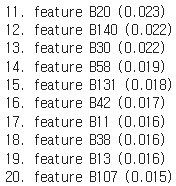 11. feature B20 (0.023)
12. feature B140 (0.022)
13. feature B30 (0.022)
14. feature B58 (0.019)
15. feature B131 (0.018)
16. feature B42 (0.017)
17. feature B11 (0.016)
18. feature B38 (0.016)
19. feature B13 (0.016)
20. feature B107 (0.015)